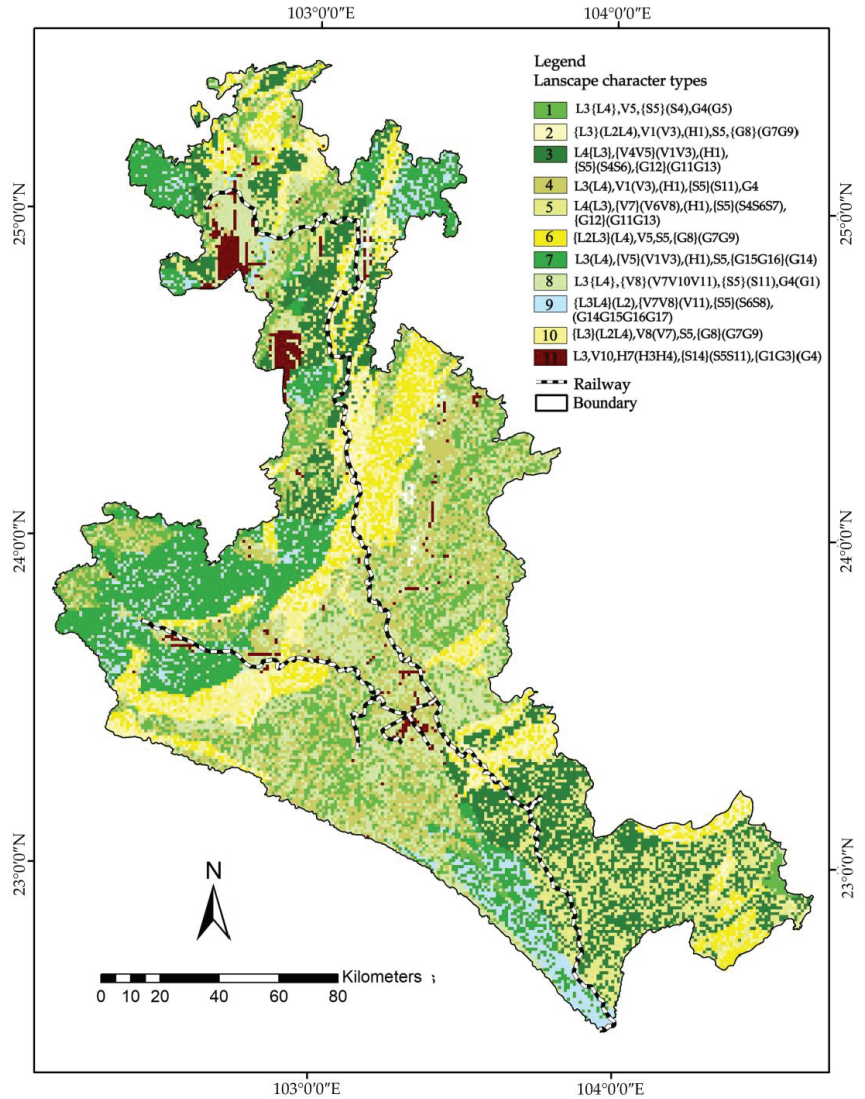 103°0′0″E 104°0′0″E
Legend
Lanscape character types
1 L3{L4},V5,{S5}(S4),G4(G5)
2 {L3}(L2L4),V1(V3),(H1),S5,{G8}(G7G9)
3 L4{L3},{V4V5}(V1V3),(H1),
{S5}(S4S6),{G12}(G11G13)
4 L3(L4),V1(V3),(H1),{S5}(S11),G4
5 L4(L3),{V7}(V6V8),(H1),{S5}(S4S6S7),
{G12}(G11G13)
6 {L2L3}(L4),V5,S5,{G8}(G7G9)
7 L3(L4),{V5}(V1V3),(H1),S5,{G15G16}(G14)
8 L3{L4},{V8}(V7V10V11),{S5}(S11),G4(G1)
9 {L3L4}(L2),{V7V8}(V11),{S5}(S6S8),
(G14G15G16G17)
10 {L3}(L2L4),V8(V7),S5,{G8}(G7G9)
11 L3,V10,H7(H3H4),{S14}(S5S11),{G1G3}(G4)
Railway
Boundary
25°0′0″N 25°0′0″N
24°0′0″N 24°0′0″N
23°0′0″N 23°0′0″N
N
Kilometers ;
0 10 20 40 60 80
103°0′0″E 104°0′0″E